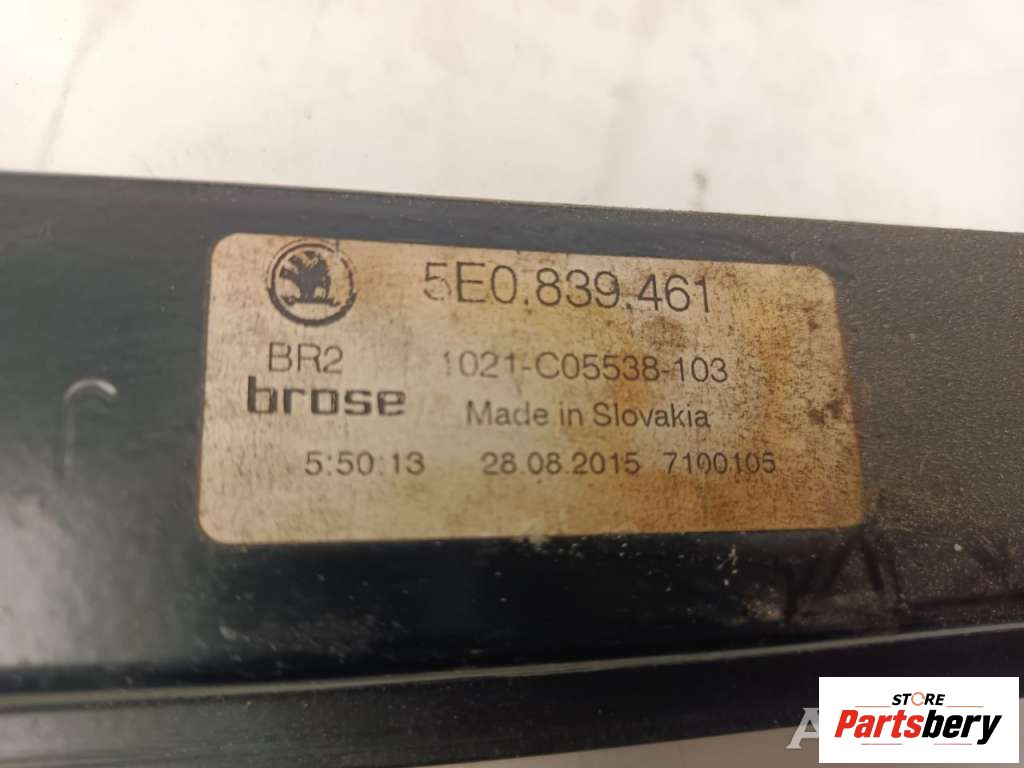 5E0.839.461
BR2 1021-C05538-103
brose Made in Slovakia
5:50:13 28.08.2015 7100105
STORE
Partsbery